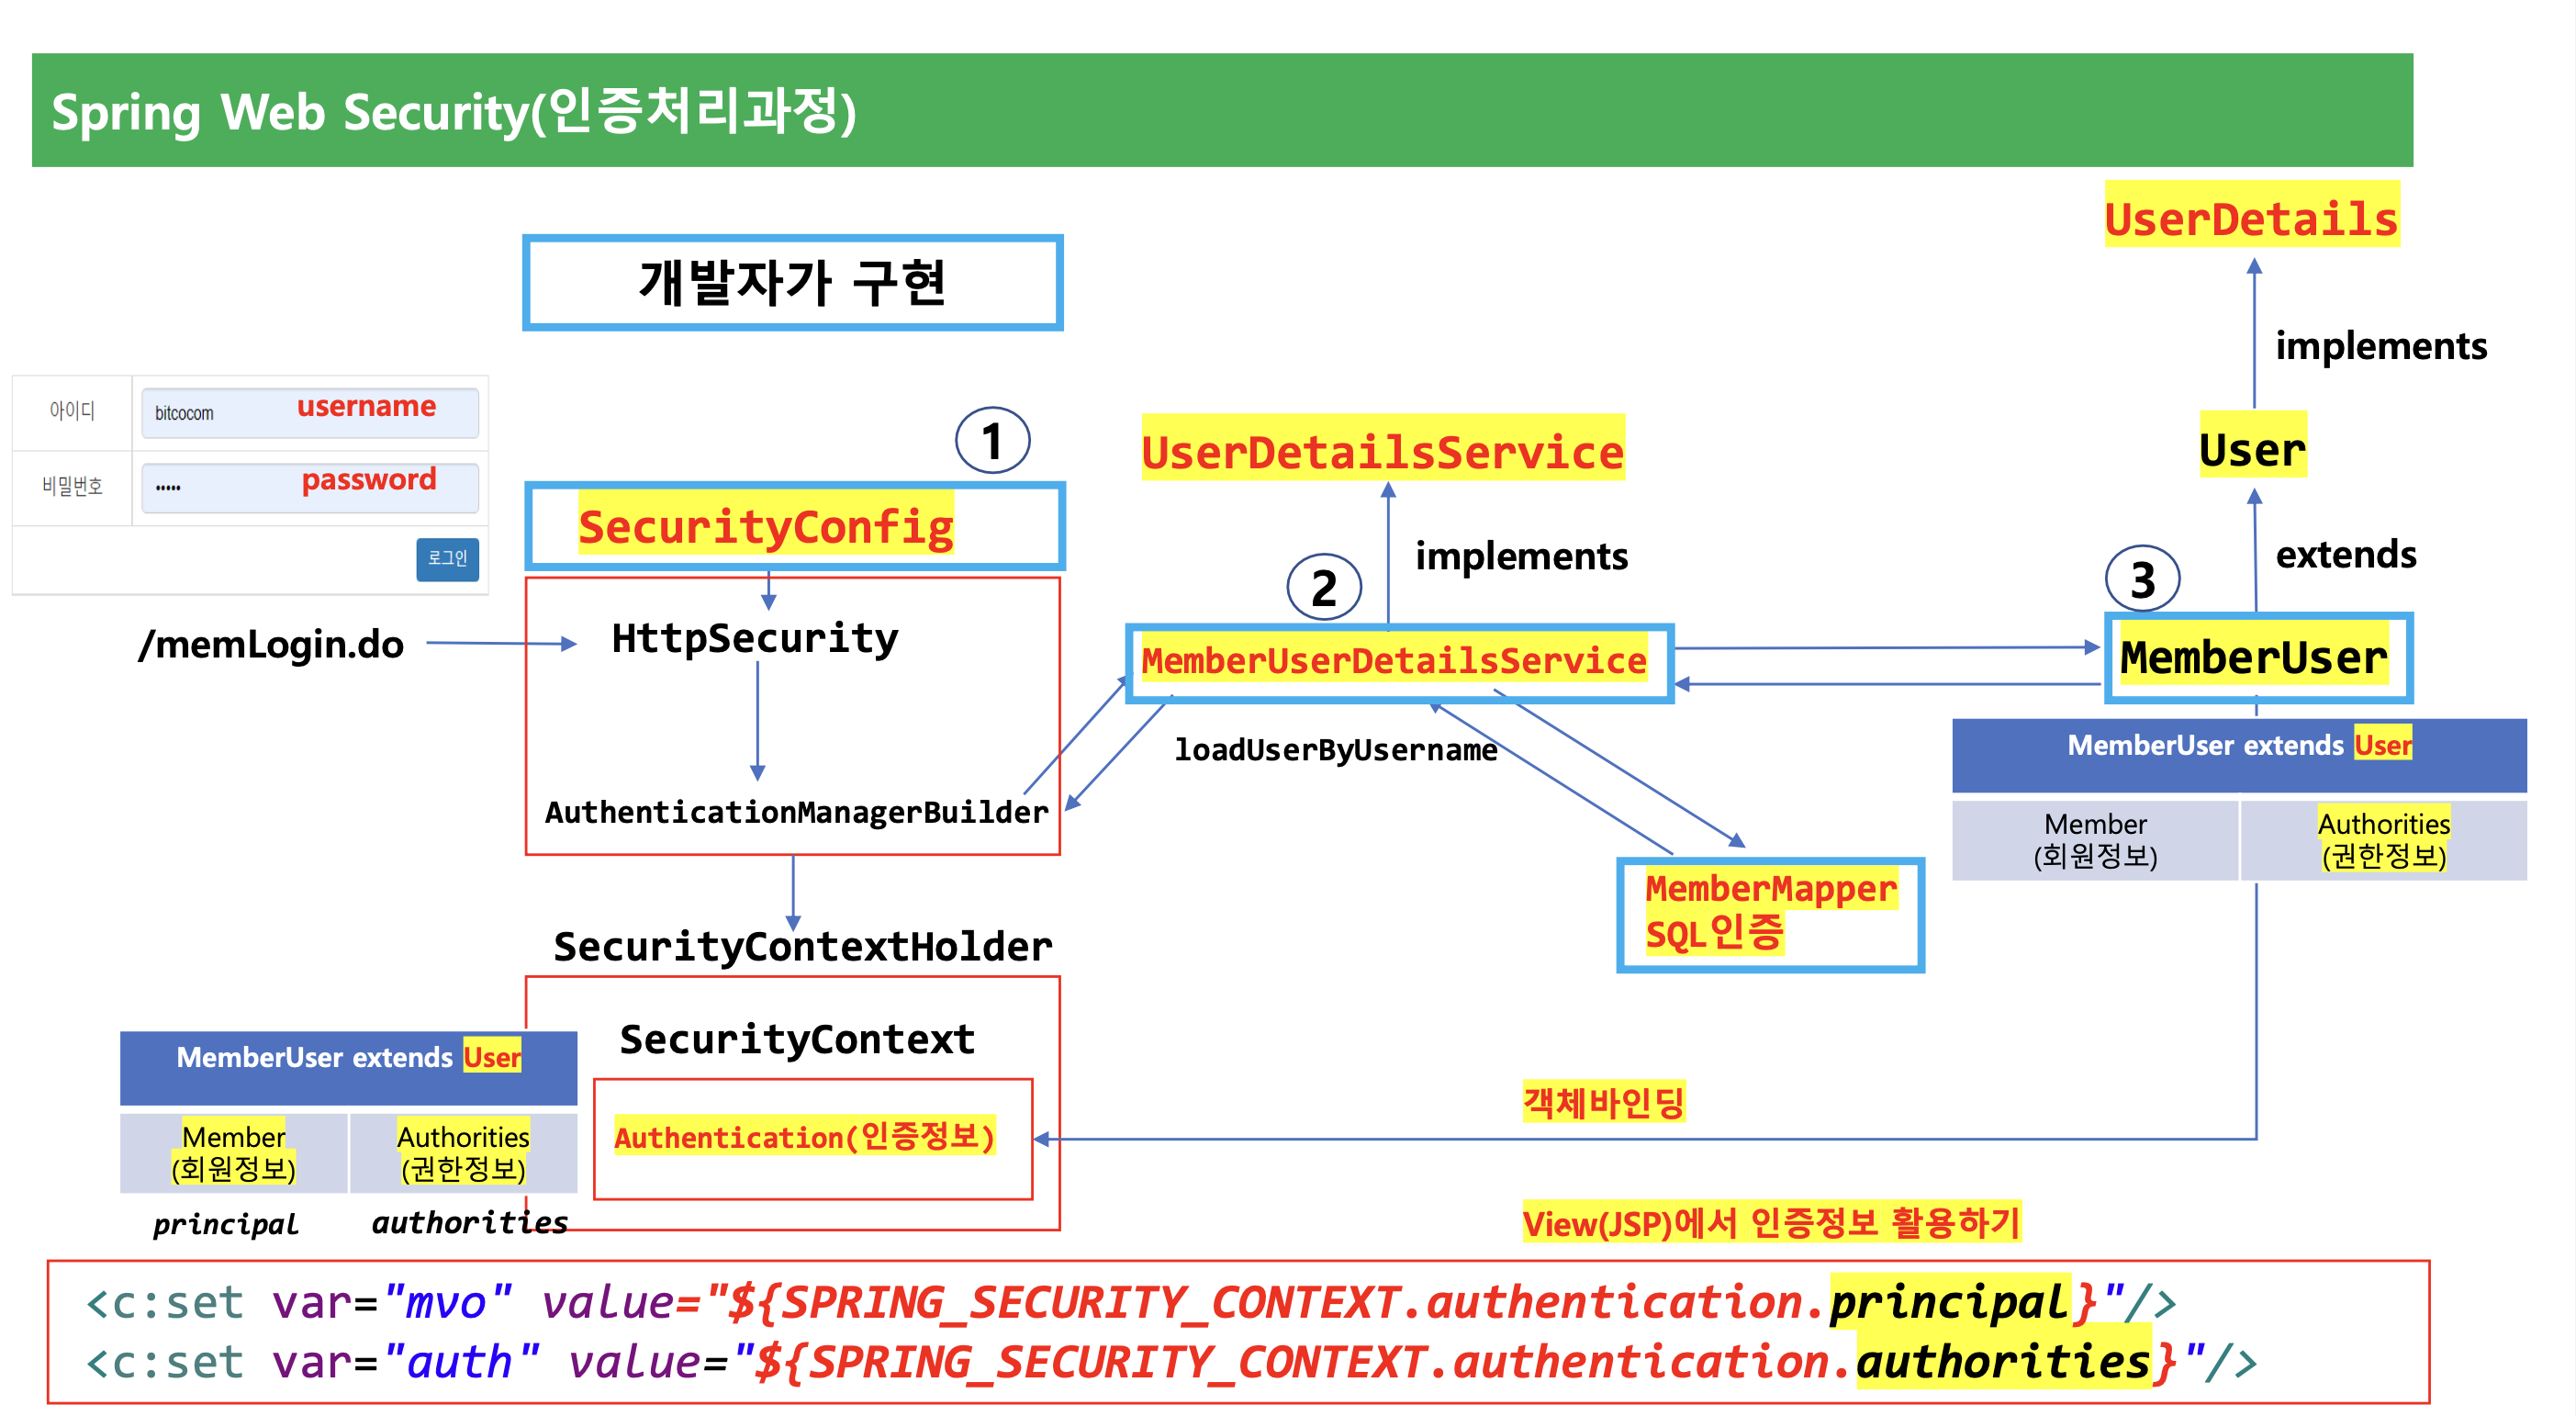 Spring Web Security(인증처리과정)
개발자가 구현
UserDetails
implements
User
extends
아이디
bitcocom
username
비밀번호
•••••
password
로그인
/memLogin.do
1
SecurityConfig
HttpSecurity
AuthenticationManagerBuilder
UserDetailsService
implements
2
MemberUserDetailsService
loadUserByUsername
3
MemberUser
MemberUser extends User
Member
(회원정보)
Authorities
(권한정보)
MemberMapper
SQL인증
SecurityContextHolder
SecurityContext
Authentication(인증정보)
MemberUser extends User
Member
(회원정보)
Authorities
(권한정보)
principal
authorities
객체바인딩
View(JSP)에서 인증정보 활용하기
<c:set var="mvo" value="${SPRING_SECURITY_CONTEXT.authentication.principal}"/>
<c:set var="auth" value="${SPRING_SECURITY_CONTEXT.authentication.authorities}"/>